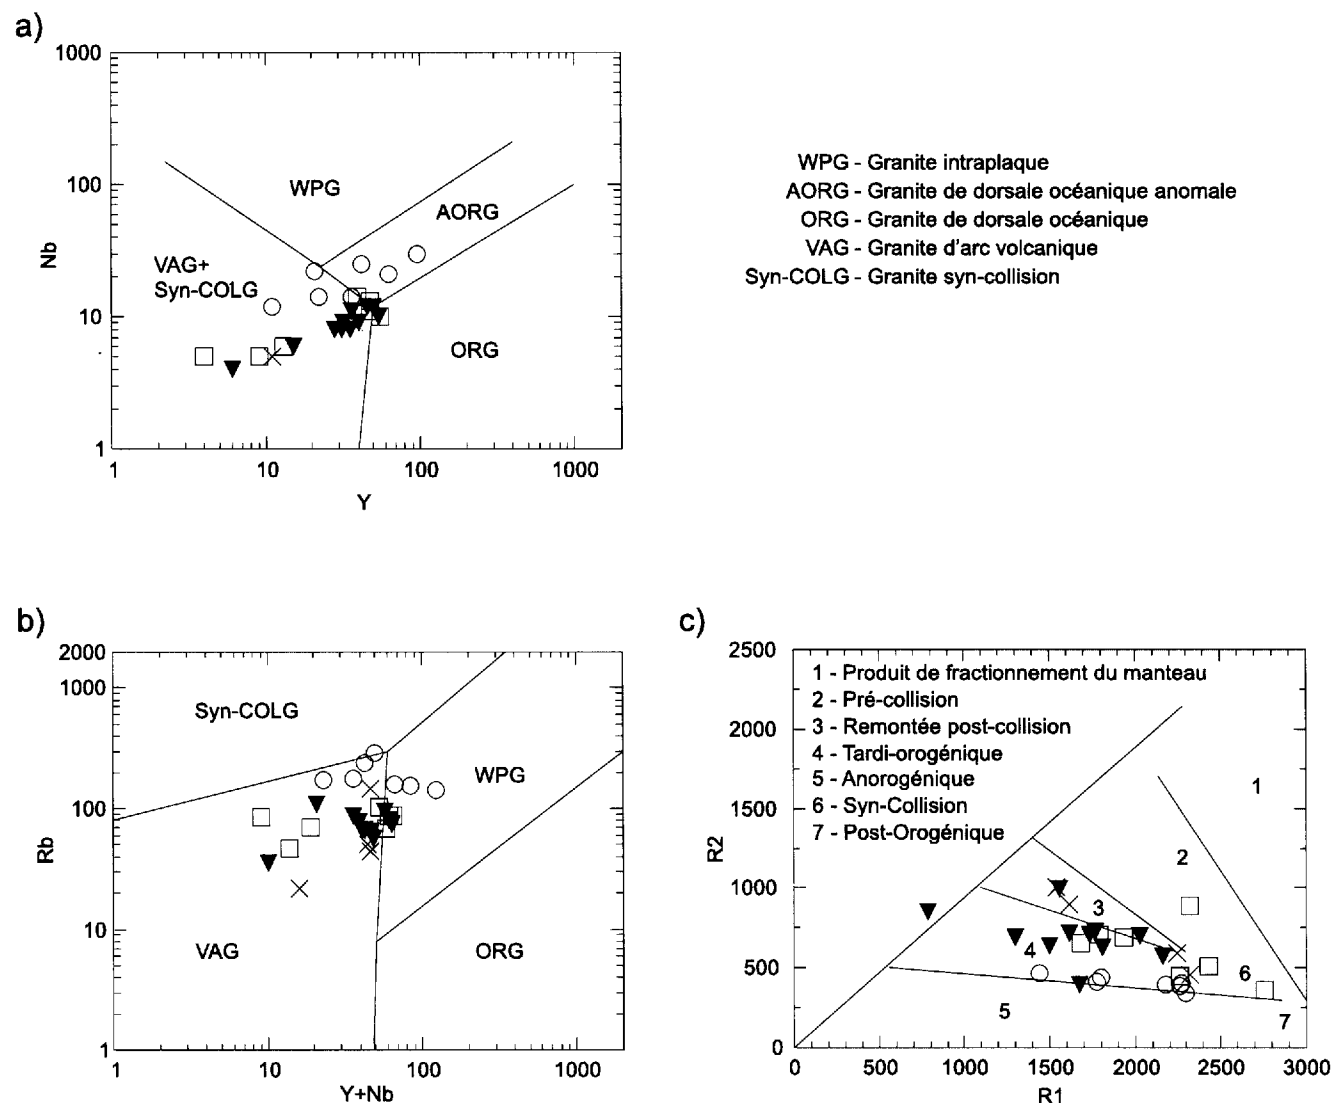 a)
1000
100
10
1
Nb
WPG
AORG
VAG+
Syn-COLG
ORG
1 10 100 1000
Y
WPG - Granite intraplaque
AORG - Granite de dorsale océanique anomale
ORG - Granite de dorsale océanique
VAG - Granite d'arc volcanique
Syn-COLG - Granite syn-collision
b)
2000
1000
100
10
1
Rb
Syn-COLG
WPG
VAG
ORG
1 10 100 1000
Y+Nb
c)
2500
2000
1500
1000
500
0
R2
1 - Produit de fractionnement du manteau
2 - Pré-collision
3 - Remontée post-collision
4 - Tardi-orogénique
5 - Anorogénique
6 - Syn-Collision
7 - Post-Orogénique
1
2
3
4
6
5
7
0 500 1000 1500 2000 2500 3000
R1